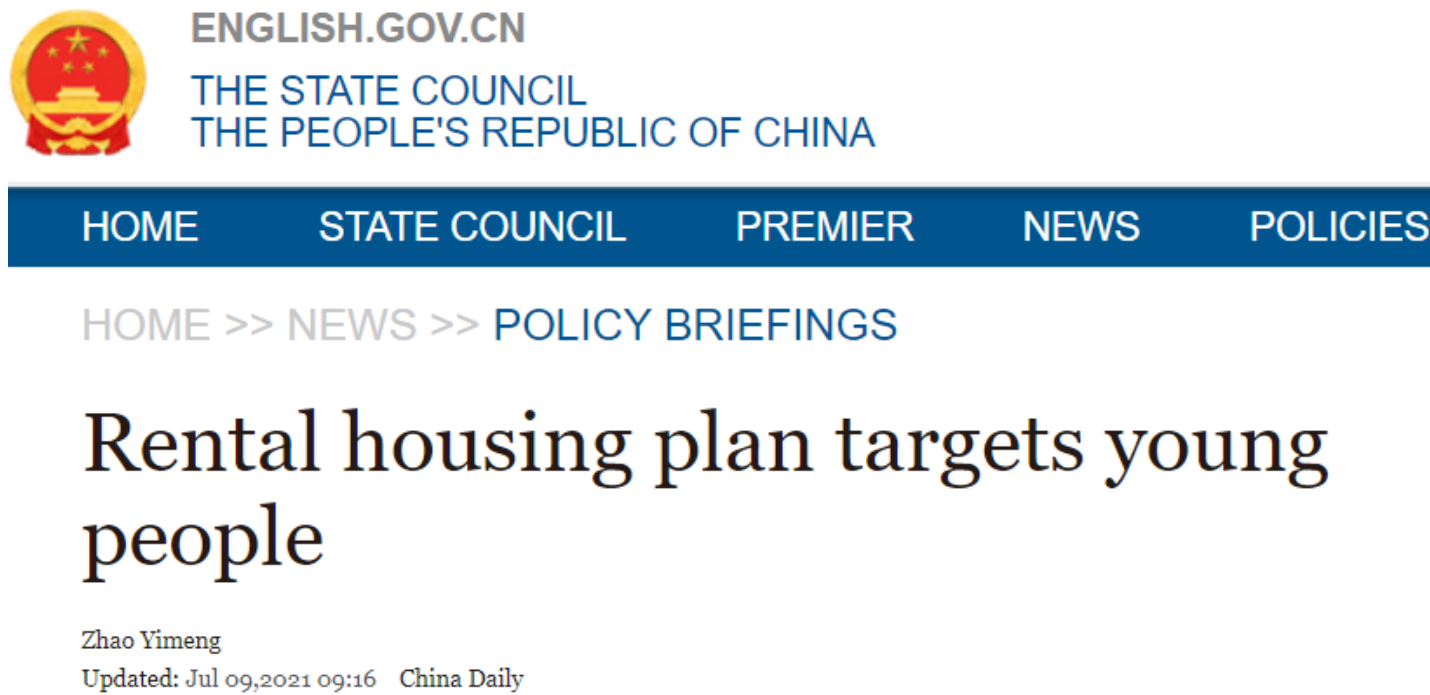 ENGLISH.GOV.CN
THE STATE COUNCIL
THE PEOPLE'S REPUBLIC OF CHINA
HOME STATE COUNCIL PREMIER NEWS POLICIES
HOME >> NEWS >> POLICY BRIEFINGS
Rental housing plan targets young
people
Zhao Yimeng
Updated: Jul 09,2021 09:16 China Daily